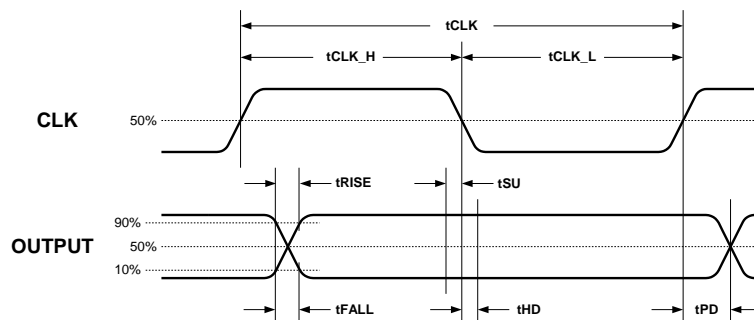 tCLK
tCLK_H
tCLK_L
CLK
50%
tRISE
tSU
90%
OUTPUT
50%
10%
tFALL
tHD
tPD